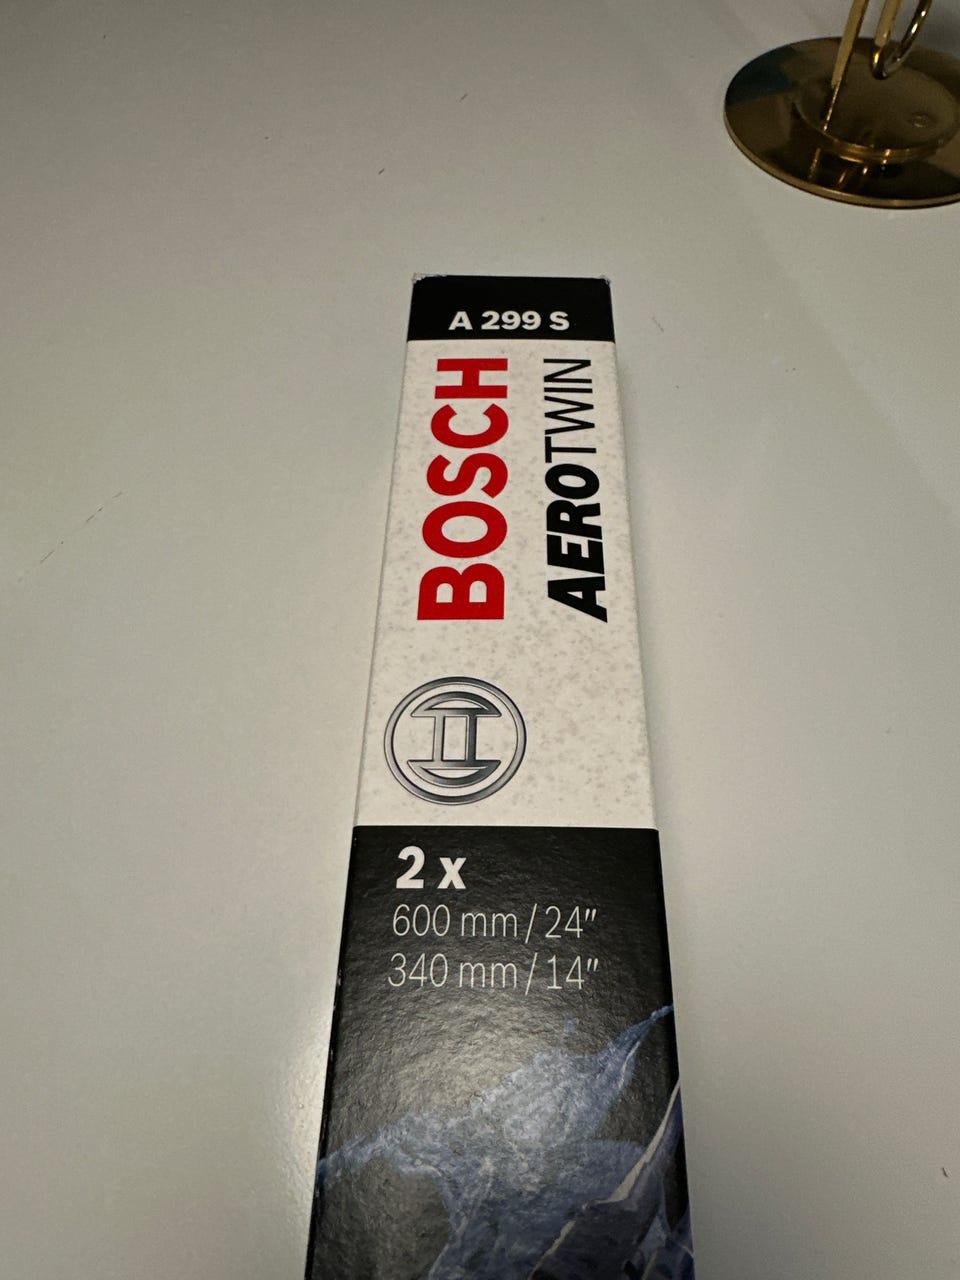 A 299 S
BOSCH
AEROTWIN
2 x
600 mm / 24″
340 mm / 14″